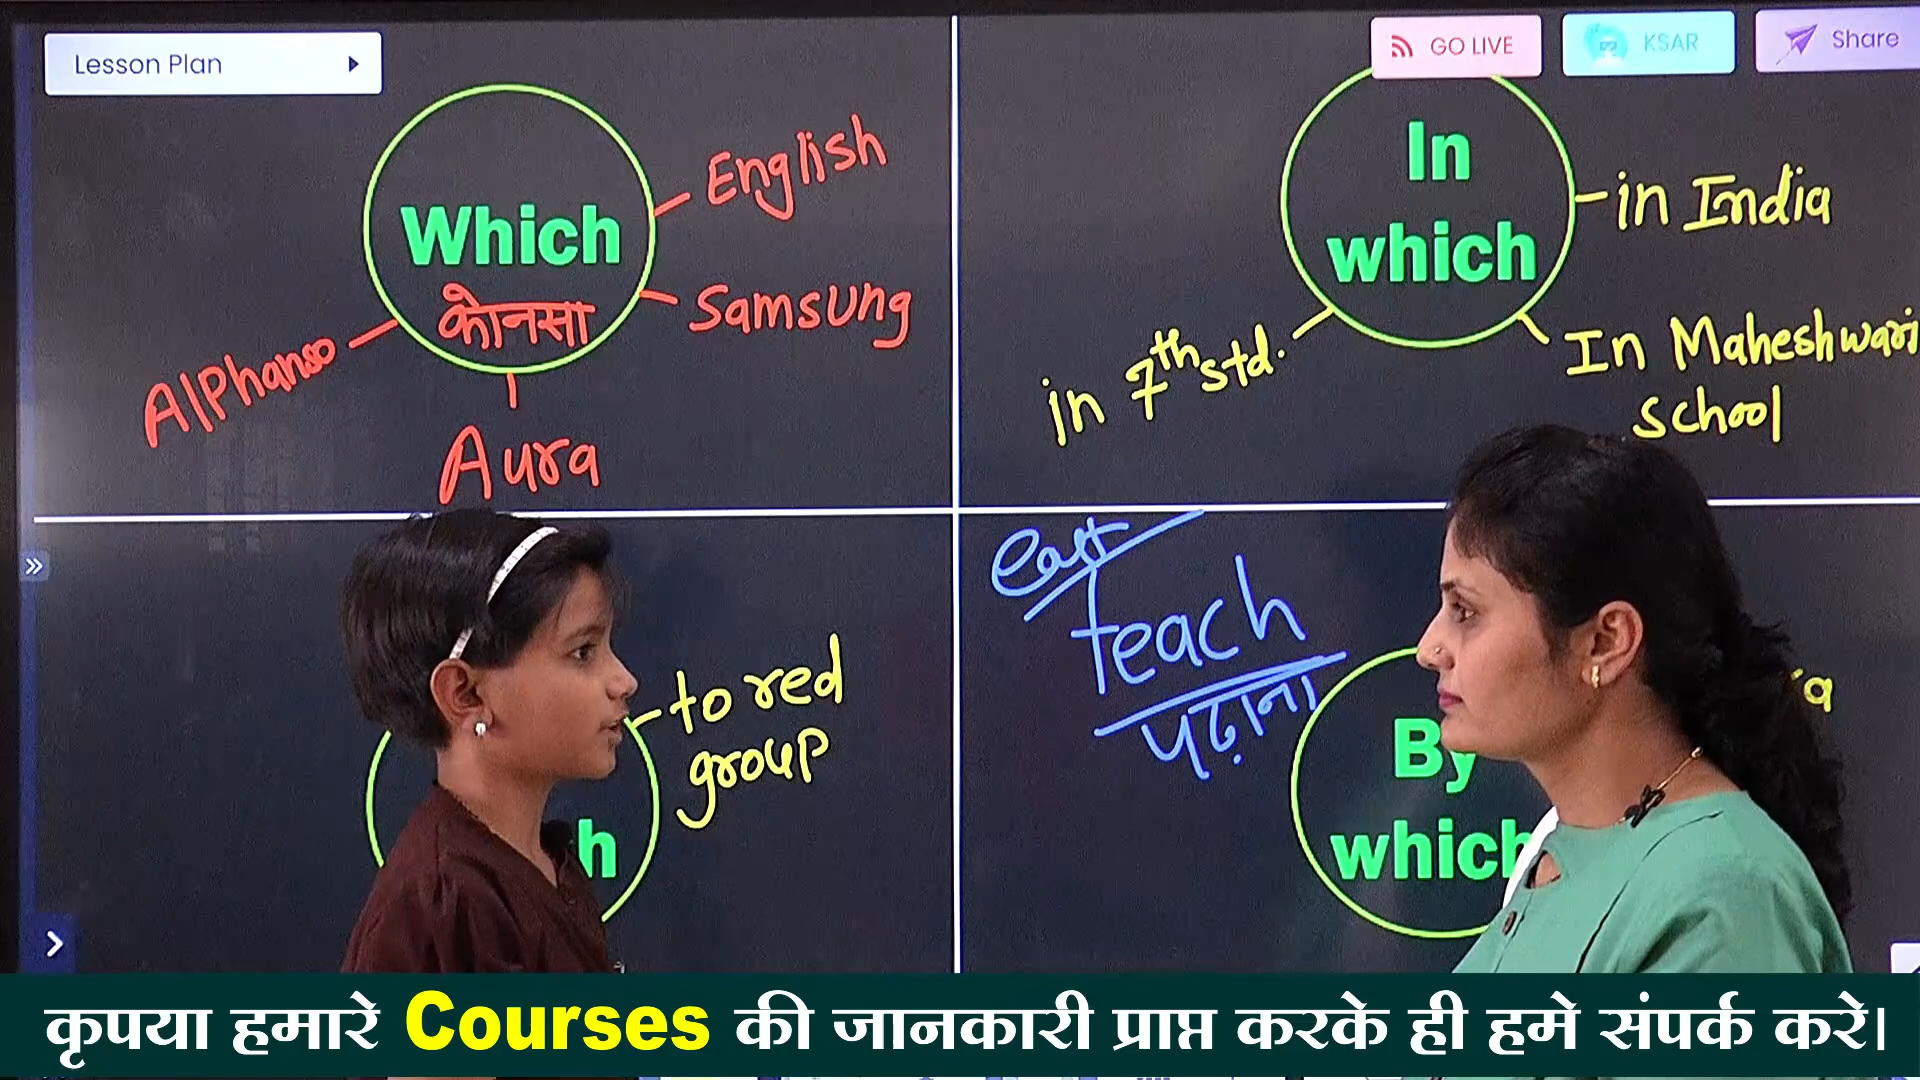 Lesson Plan
GO LIVE
KSAR
Share
Which
कोनसा
English
Samsung
Aura
Alphanso
In
which
in India
In Maheshwari
school
in 7th std.
to red
group
teach
पढ़ाना
By
which
कृपया हमारें Courses की जानकारी प्राप्त करके ही हमे संपर्क करे।